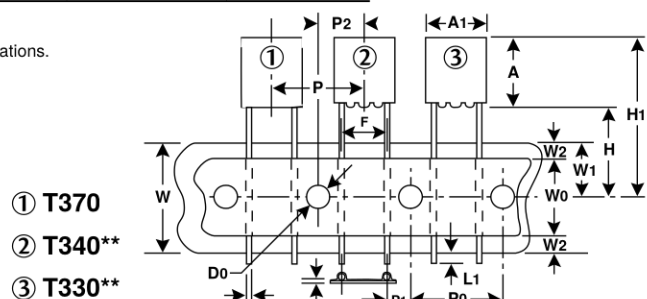 ations.
P2
A1
① ② ③
A
P
H1
F
H
W2
W1
W
W0
① T370
② T340**
W2
D0
L1
③ T330**
P0